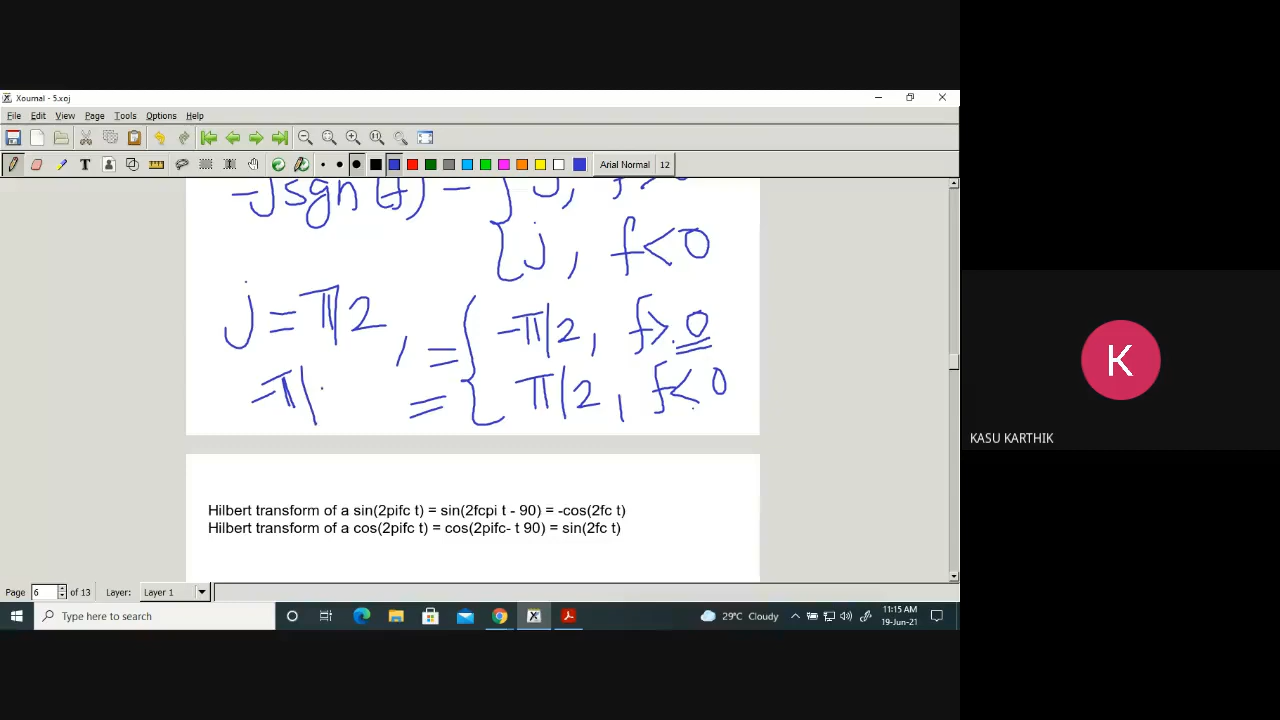 Xournal - 5.xoj
File Edit View Page Tools Options Help
T Arial Normal 12
-jsgn(f) =
{ j, f<0
j = π|2, = { -π|2, f>0
-π| = { π|2, f<0
Hilbert transform of a sin(2pifc t) = sin(2fcpi t - 90) = -cos(2fc t)
Hilbert transform of a cos(2pifc t) = cos(2pifc- t 90) = sin(2fc t)
K
KASU KARTHIK
Page 6 of 13 Layer: Layer 1
Type here to search
29°C Cloudy
11:15 AM
19-Jun-21